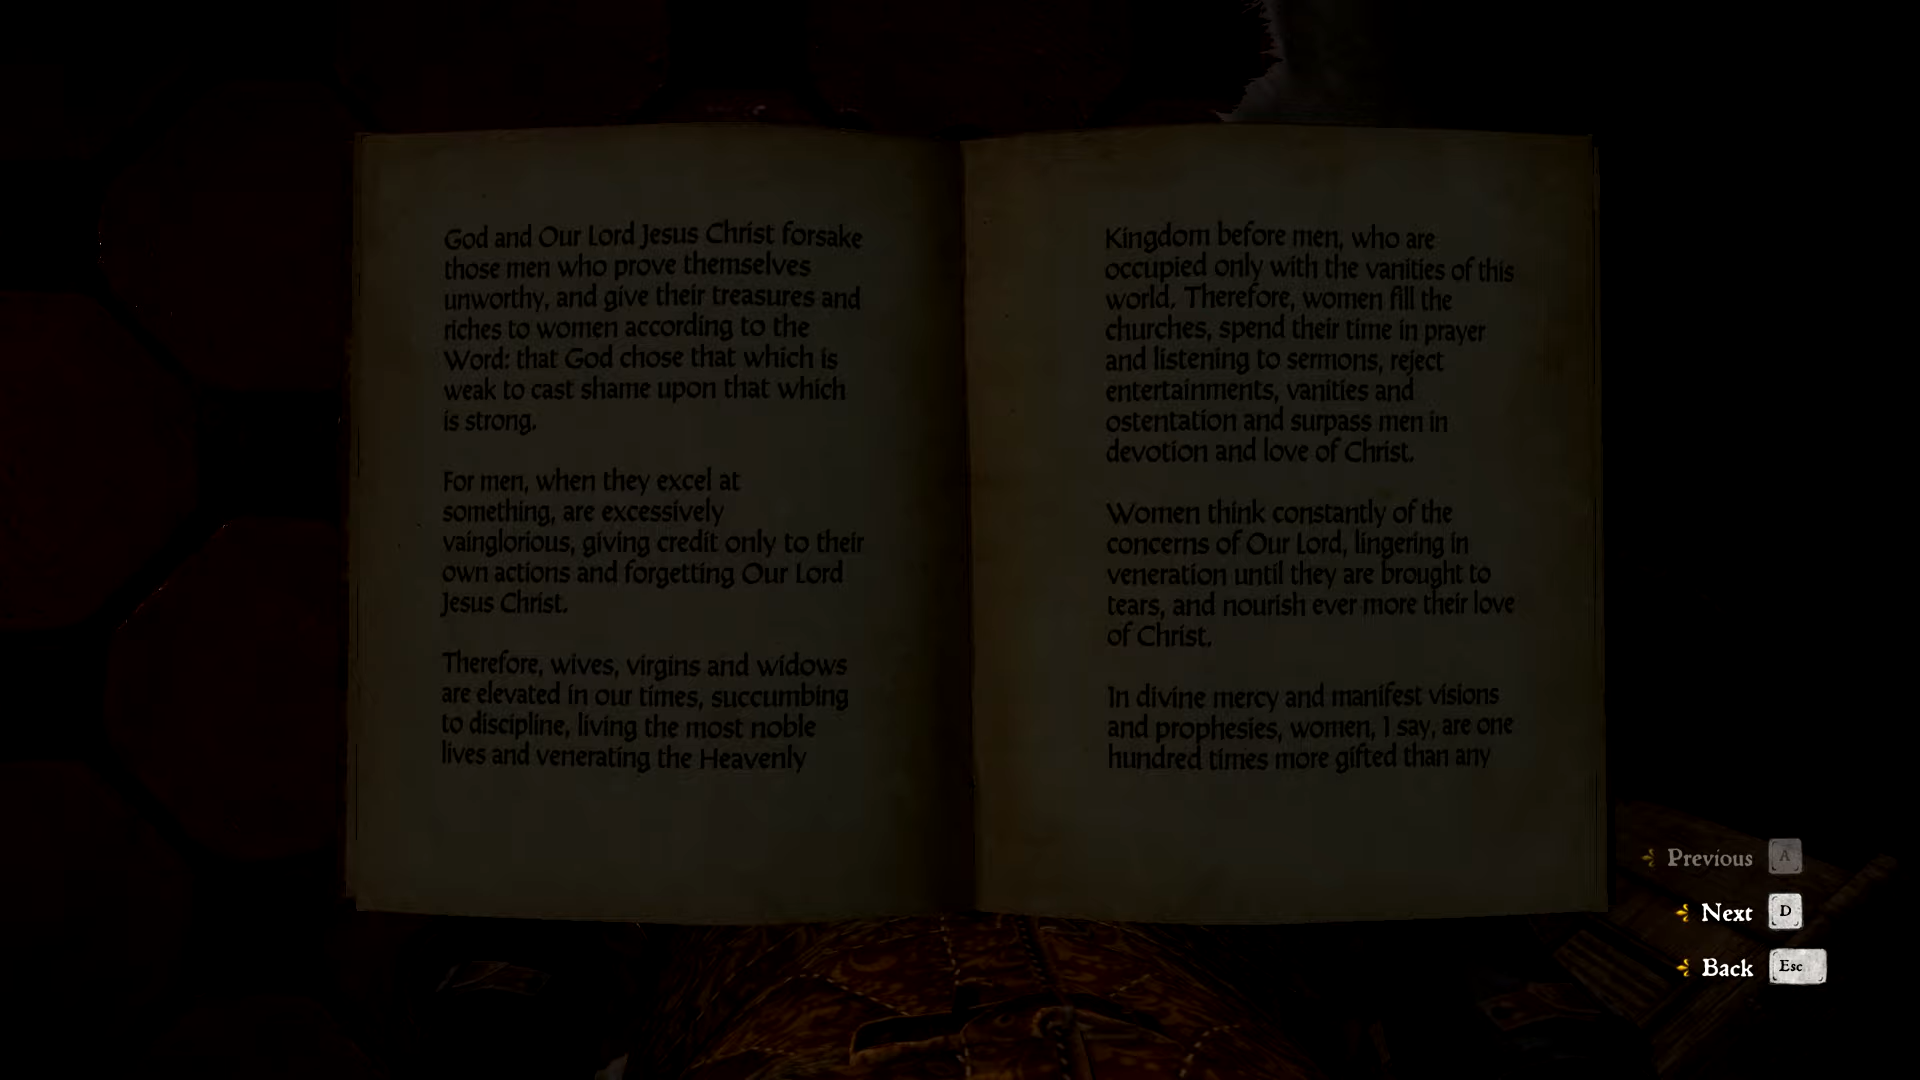 God and Our Lord Jesus Christ forsake
those men who prove themselves
unworthy, and give their treasures and
riches to women according to the
Word: that God chose that which is
weak to cast shame upon that which
is strong.
For men, when they excel at
something, are excessively
vainglorious, giving credit only to their
own actions and forgetting Our Lord
Jesus Christ.
Therefore, wives, virgins and widows
are elevated in our times, succumbing
to discipline, living the most noble
lives and venerating the Heavenly
Kingdom before men, who are
occupied only with the vanities of this
world. Therefore, women fill the
churches, spend their time in prayer
and listening to sermons, reject
entertainments, vanities and
ostentation and surpass men in
devotion and love of Christ.
Women think constantly of the
concerns of Our Lord, lingering in
veneration until they are brought to
tears, and nourish ever more their love
of Christ.
In divine mercy and manifest visions
and prophesies, women, I say, are one
hundred times more gifted than any
Previous A
Next D
Back Esc